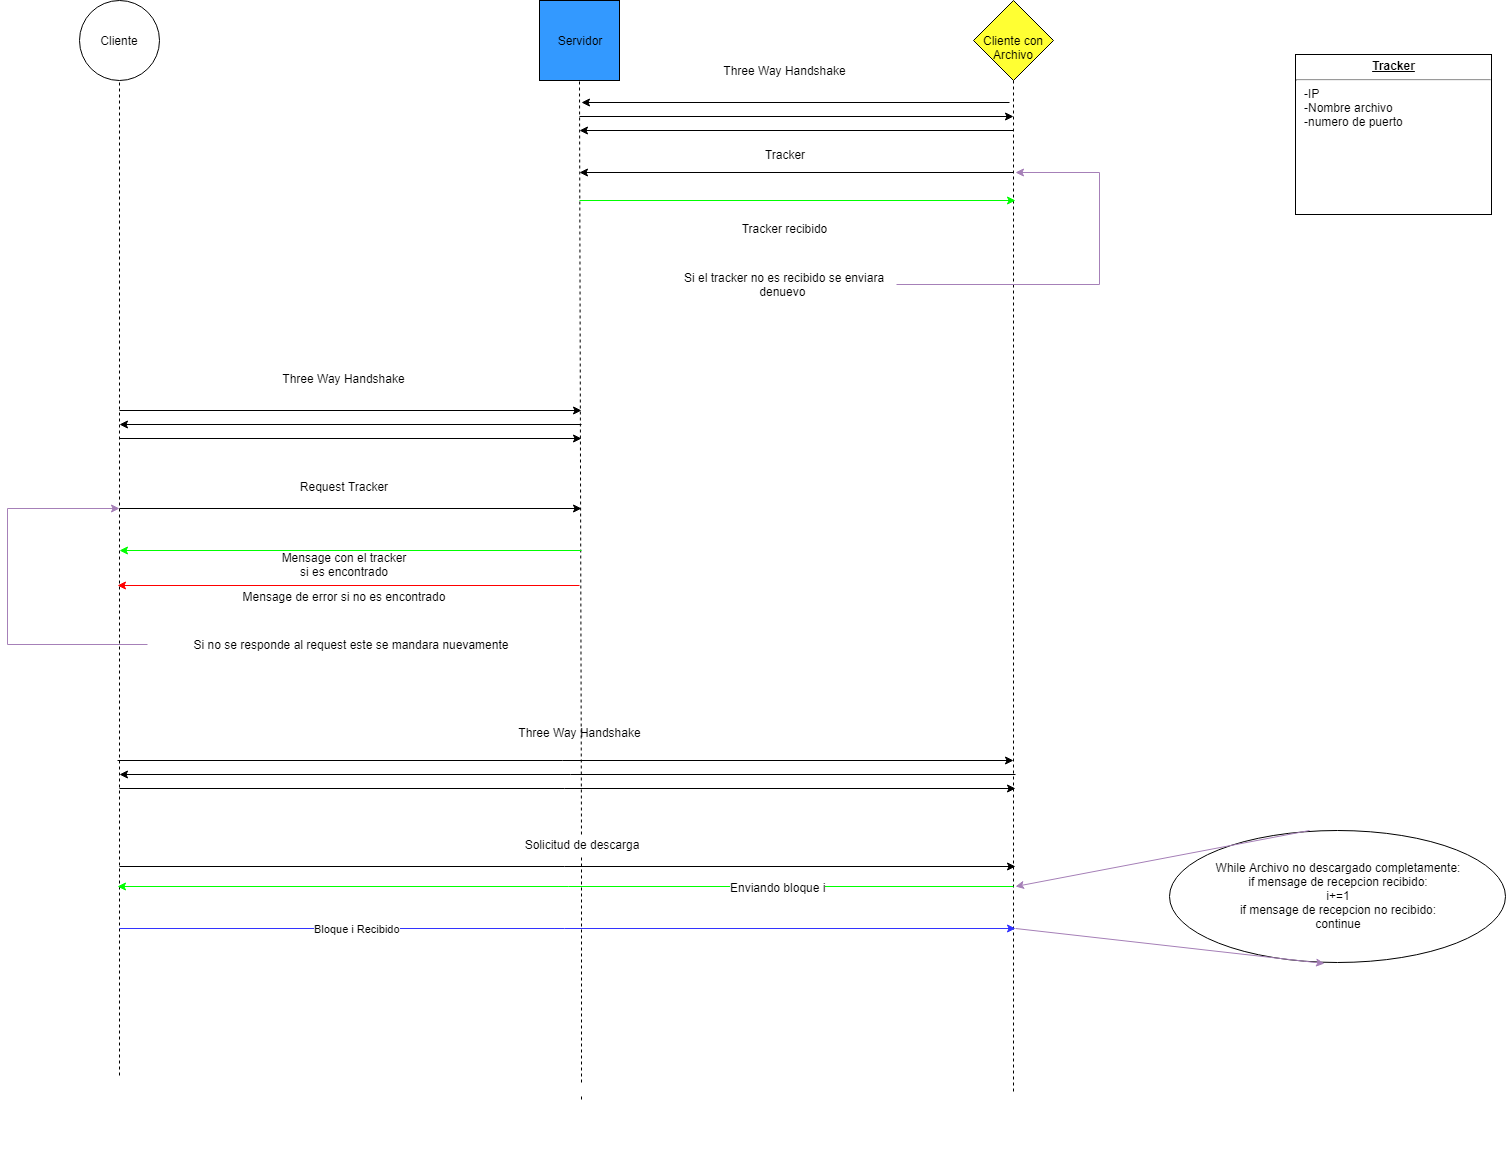 Cliente
Servidor
Cliente con
Archivo
Three Way Handshake
Tracker
-IP
-Nombre archivo
-numero de puerto
Tracker
Tracker recibido
Si el tracker no es recibido se enviara
denuevo
Three Way Handshake
Request Tracker
Mensage con el tracker
si es encontrado
Mensage de error si no es encontrado
Si no se responde al request este se mandara nuevamente
Three Way Handshake
Solicitud de descarga
Enviando bloque i
While Archivo no descargado completamente:
if mensage de recepcion recibido:
i+=1
if mensage de recepcion no recibido:
continue
Bloque i Recibido